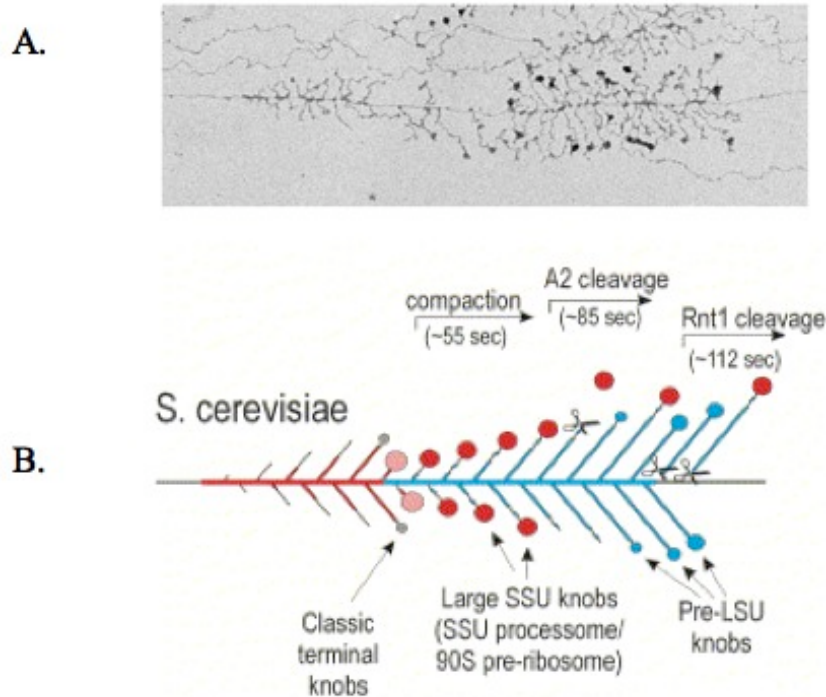 A.
A2 cleavage
compaction
(~85 sec)
Rnt1 cleavage
(~55 sec)
(~112 sec)
S. cerevisiae
B.
Classic
terminal
knobs
Large SSU knobs
(SSU processome/
90S pre-ribosome)
Pre-LSU
knobs